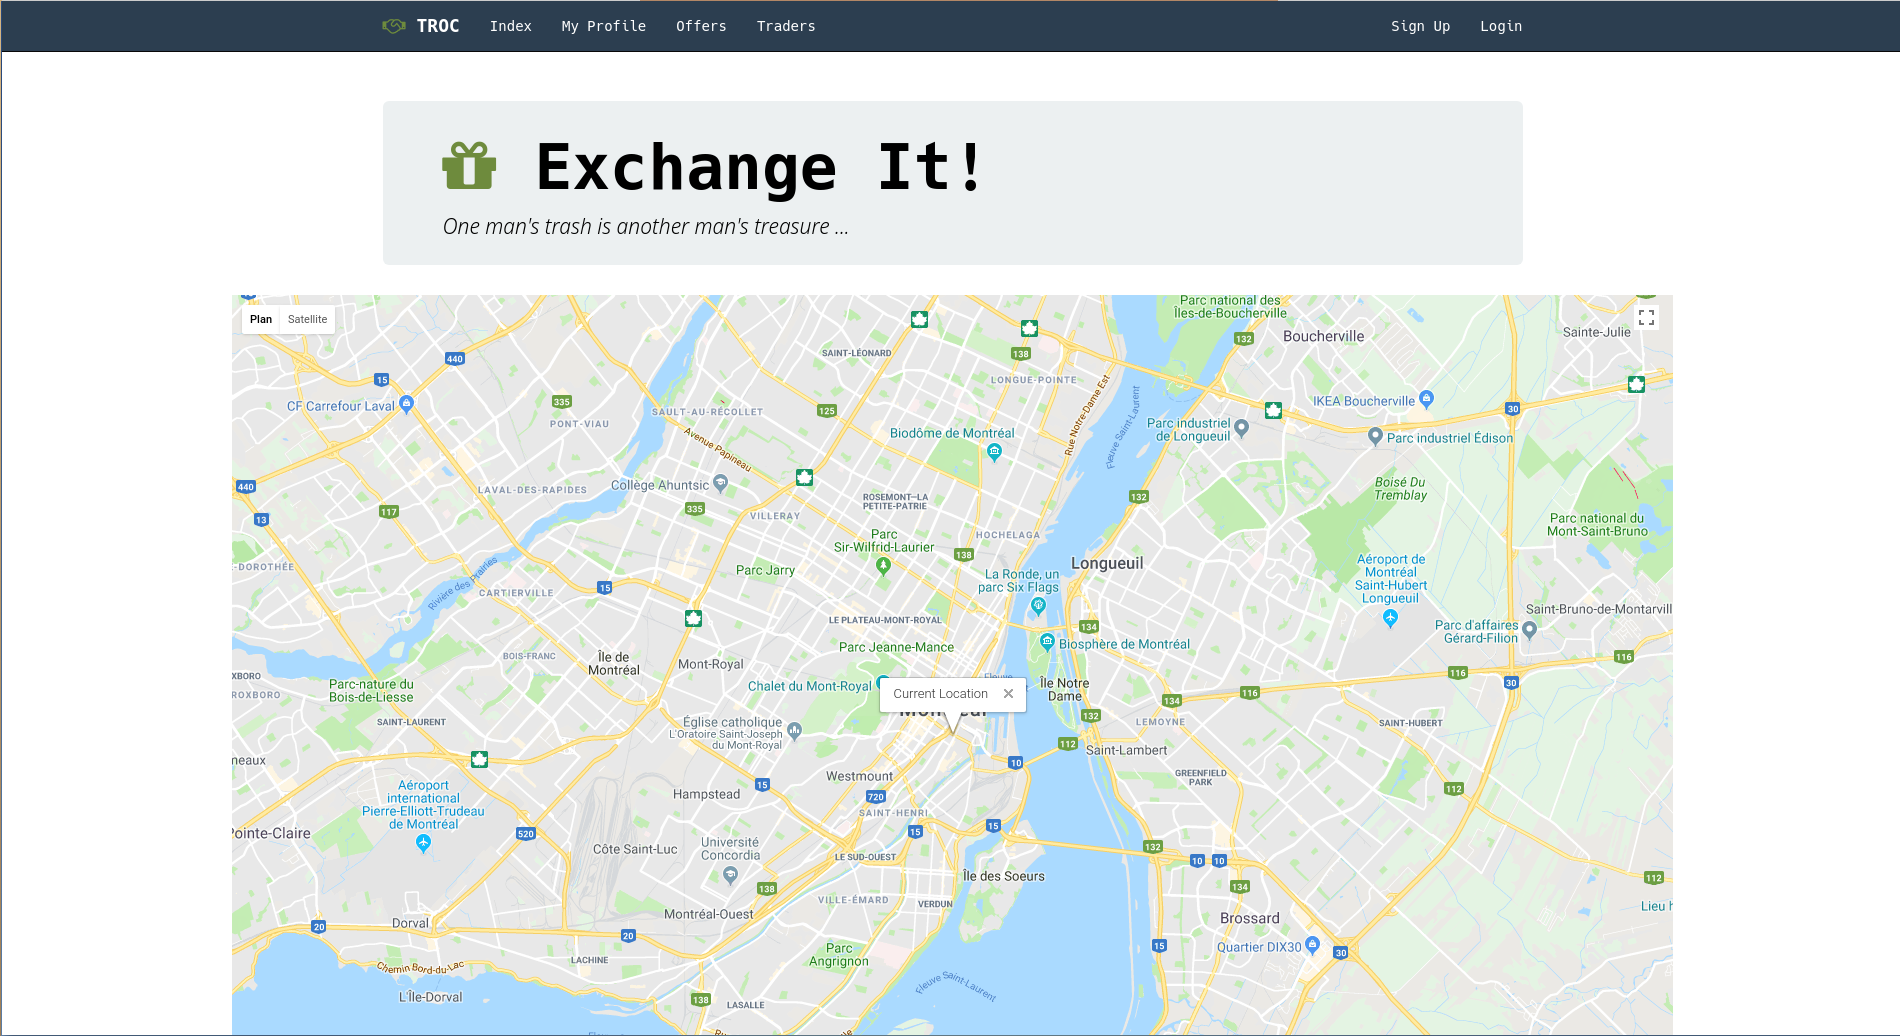 TROC
Index
My Profile
Offers
Traders
Sign Up
Login
Exchange It!
One man's trash is another man's treasure ...
Plan
Satellite
Parc national des
Îles-de-Boucherville
Boucherville
Sainte-Julie
132
440
SAINT-LÉONARD
138
LONGUE-POINTE
15
CF Carrefour Laval
335
SAULT-AU-RÉCOLLET
125
PONT-VIAU
Rue Notre-Dame Est
Fleuve Saint-Laurent
IKEA Boucherville
30
Parc industriel
de Longueuil
Parc industriel Édison
Biodôme de Montréal
Avenue Papineau
Collège Ahuntsic
LAVAL-DES-RAPIDES
440
13
117
335
VILLERAY
ROSEMONT—LA
PETITE-PATRIE
132
Boisé Du
Tremblay
Parc national du
Mont-Saint-Bruno
Parc
Sir-Wilfrid-Laurier
HOCHELAGA
138
Longueuil
Parc Jarry
La Ronde, un
parc Six Flags
Aéroport de
Montréal
Saint-Hubert
Longueuil
-DOROTHÉE
Rivière des Prairies
CARTIERVILLE
15
LE PLATEAU-MONT-ROYAL
134
Saint-Bruno-de-Montarvill
Parc d'affaires
Gérard-Filion
Parc Jeanne-Mance
Biosphère de Montréal
116
116
BOIS-FRANC
Île de
Montréal
Mont-Royal
XBORO
ROXBORO
Parc-nature du
Bois-de-Liesse
Chalet du Mont-Royal
Fleuve
Current Location
Île Notre
Dame
30
116
134
132
LEMOYNE
SAINT-HUBERT
SAINT-LAURENT
Église catholique
L'Oratoire Saint-Joseph
du Mont-Royal
112
Saint-Lambert
10
meaux
Westmount
GREENFIELD
PARK
112
Aéroport
international
Pierre-Elliott-Trudeau
de Montréal
Hampstead
15
720
SAINT-HENRI
15
15
Pointe-Claire
520
Côte Saint-Luc
Université
Concordia
LE SUD-OUEST
132
10
10
138
Île des Soeurs
134
112
VILLE-ÉMARD
VERDUN
Lieu h
Montréal-Ouest
Dorval
20
20
Brossard
Quartier DIX30
15
30
Parc
Angrignon
LACHINE
Chemin Bord-du-Lac
L'Île-Dorval
138
LASALLE
Fleuve Saint-Laurent